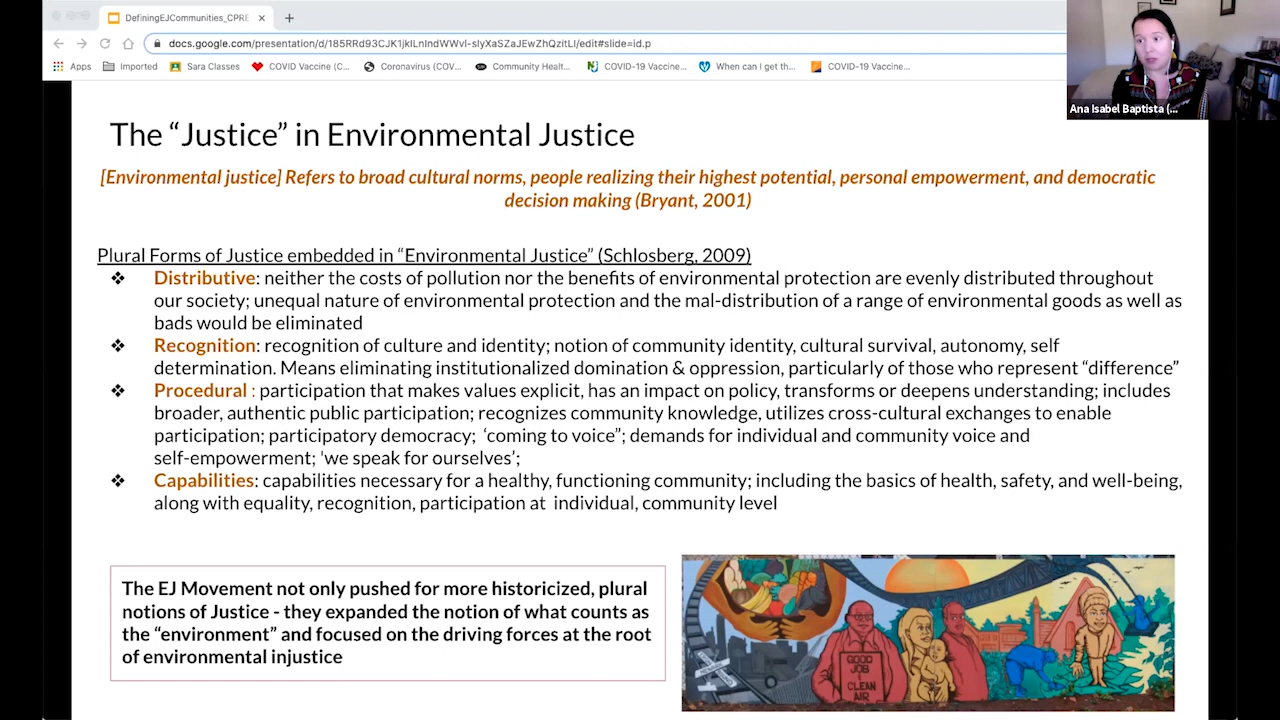 DefiningEJCommunities_CPRE
docs.google.com/presentation/d/185RRd93CJK1jkILnIndWWvI-slyXaSZaJEwZhQzitLI/edit#slide=id.p
Apps Imported Sara Classes COVID Vaccine (C... Coronavirus (COV... Community Healt... COVID-19 Vaccine... When can I get th... COVID-19 Vaccine...
Ana Isabel Baptista (...
The “Justice” in Environmental Justice
[Environmental justice] Refers to broad cultural norms, people realizing their highest potential, personal empowerment, and democratic
decision making (Bryant, 2001)
Plural Forms of Justice embedded in “Environmental Justice” (Schlosberg, 2009)
❖ Distributive: neither the costs of pollution nor the benefits of environmental protection are evenly distributed throughout
our society; unequal nature of environmental protection and the mal-distribution of a range of environmental goods as well as
bads would be eliminated
❖ Recognition: recognition of culture and identity; notion of community identity, cultural survival, autonomy, self
determination. Means eliminating institutionalized domination & oppression, particularly of those who represent “difference”
❖ Procedural : participation that makes values explicit, has an impact on policy, transforms or deepens understanding; includes
broader, authentic public participation; recognizes community knowledge, utilizes cross-cultural exchanges to enable
participation; participatory democracy; ‘coming to voice”; demands for individual and community voice and
self-empowerment; 'we speak for ourselves’;
❖ Capabilities: capabilities necessary for a healthy, functioning community; including the basics of health, safety, and well-being,
along with equality, recognition, participation at individual, community level
The EJ Movement not only pushed for more historicized, plural
notions of Justice - they expanded the notion of what counts as
the “environment” and focused on the driving forces at the root
of environmental injustice
GOOD
JOB
CLEAN
AIR